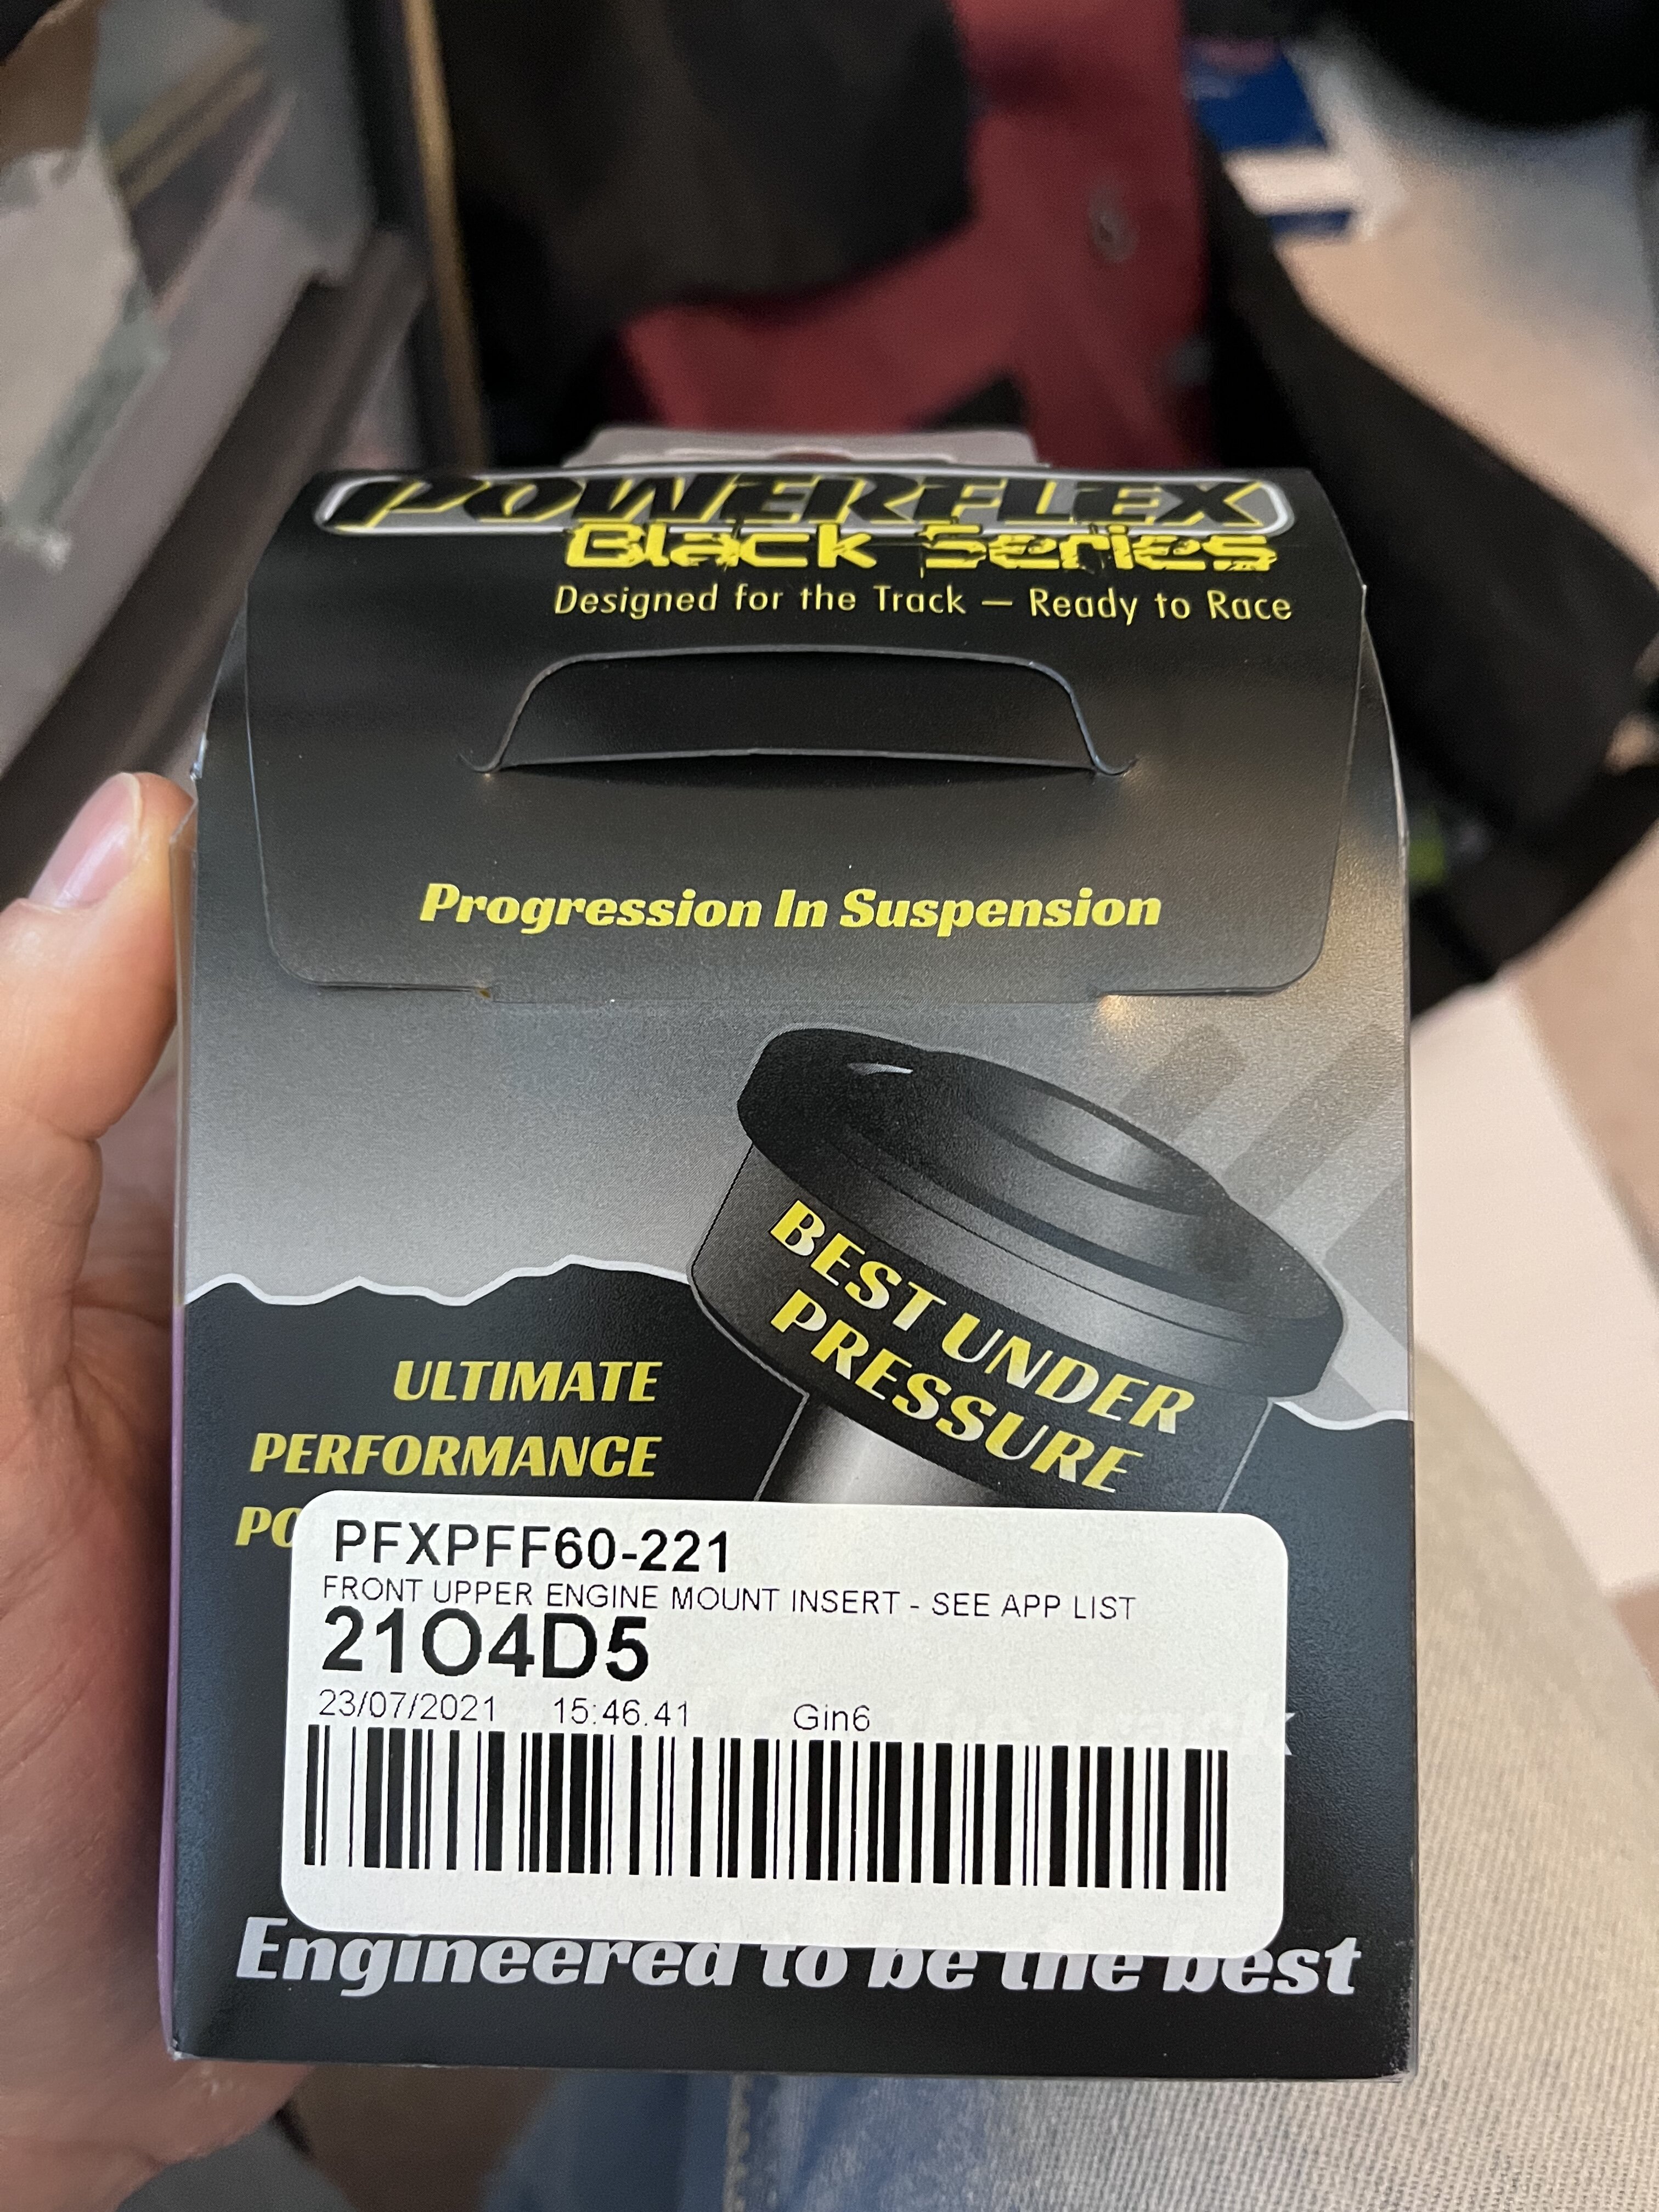 POWERFLEX
Black Series
Designed for the Track – Ready to Race
Progression In Suspension
BEST UNDER
PRESSURE
ULTIMATE
PERFORMANCE
PFXPFF60-221
FRONT UPPER ENGINE MOUNT INSERT - SEE APP LIST
21O4D5
23/07/2021 15:46.41 Gin6
Engineered to be the best